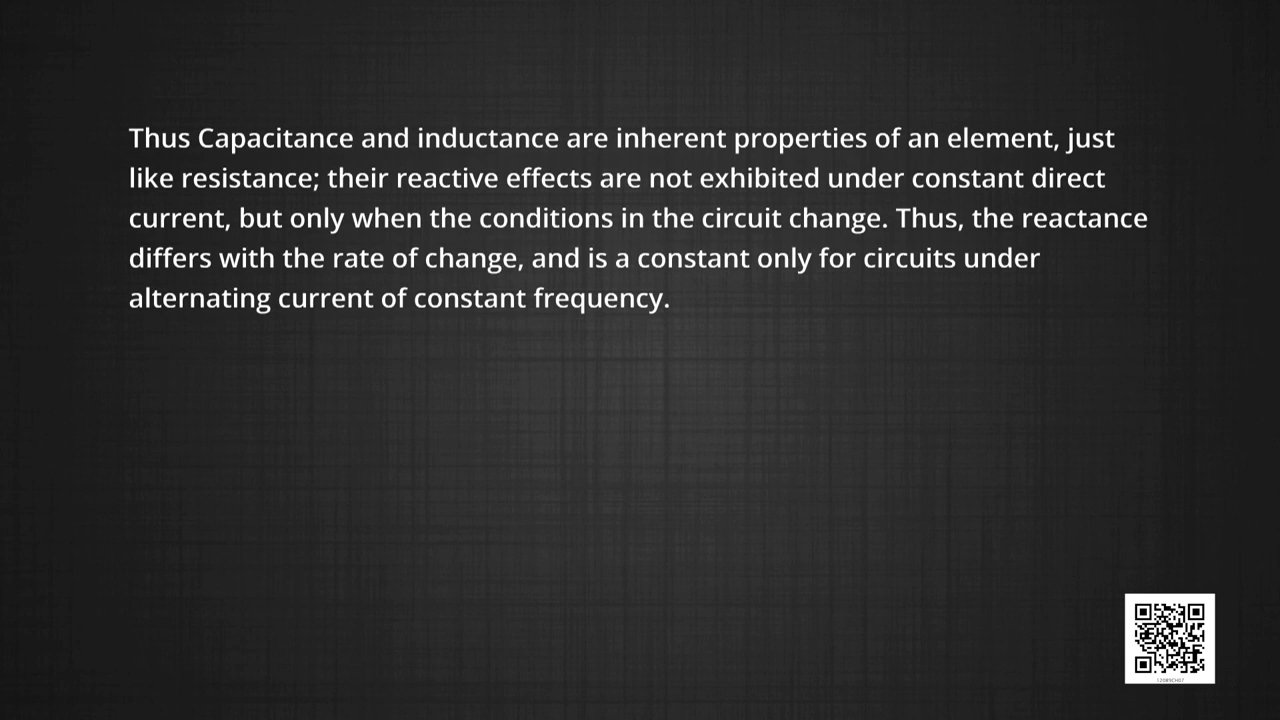 Thus Capacitance and inductance are inherent properties of an element, just
like resistance; their reactive effects are not exhibited under constant direct
current, but only when the conditions in the circuit change. Thus, the reactance
differs with the rate of change, and is a constant only for circuits under
alternating current of constant frequency.